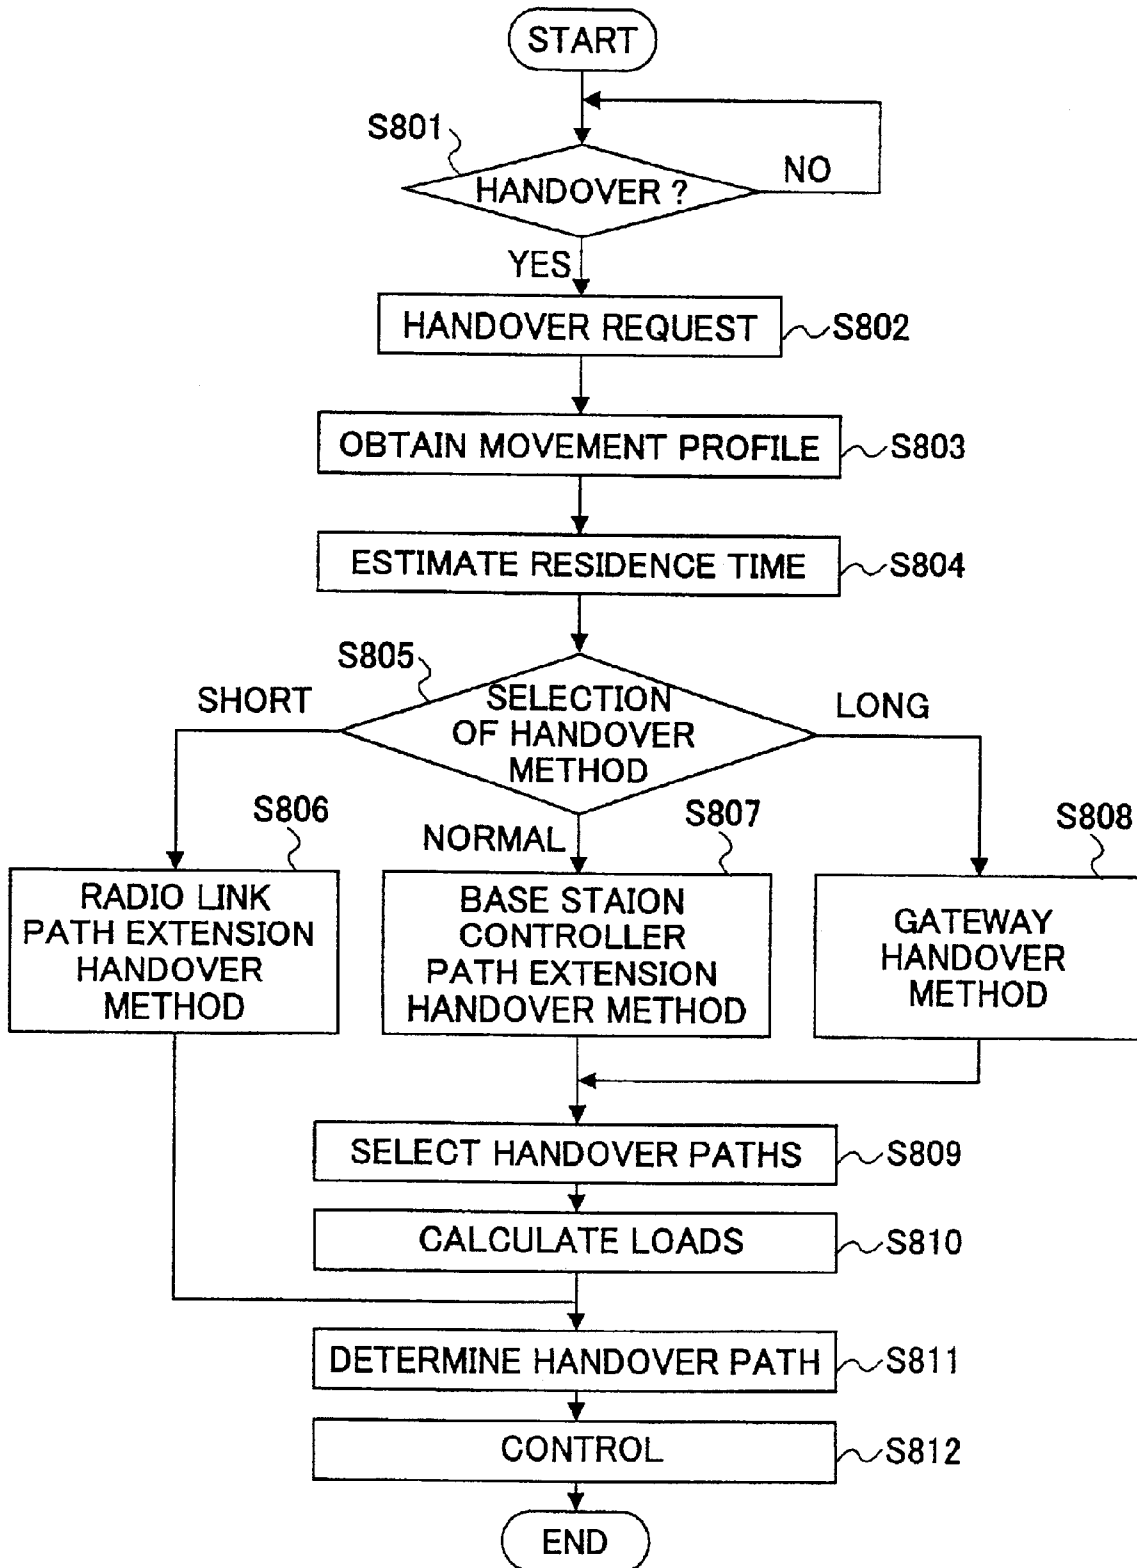 START
S801
HANDOVER ?
NO
YES
HANDOVER REQUEST
S802
OBTAIN MOVEMENT PROFILE
S803
ESTIMATE RESIDENCE TIME
S804
S805
SHORT
SELECTION
OF HANDOVER
METHOD
LONG
S806
NORMAL
S807
S808
RADIO LINK
PATH EXTENSION
HANDOVER
METHOD
BASE STAION
CONTROLLER
PATH EXTENSION
HANDOVER METHOD
GATEWAY
HANDOVER
METHOD
SELECT HANDOVER PATHS
S809
CALCULATE LOADS
S810
DETERMINE HANDOVER PATH
S811
CONTROL
S812
END